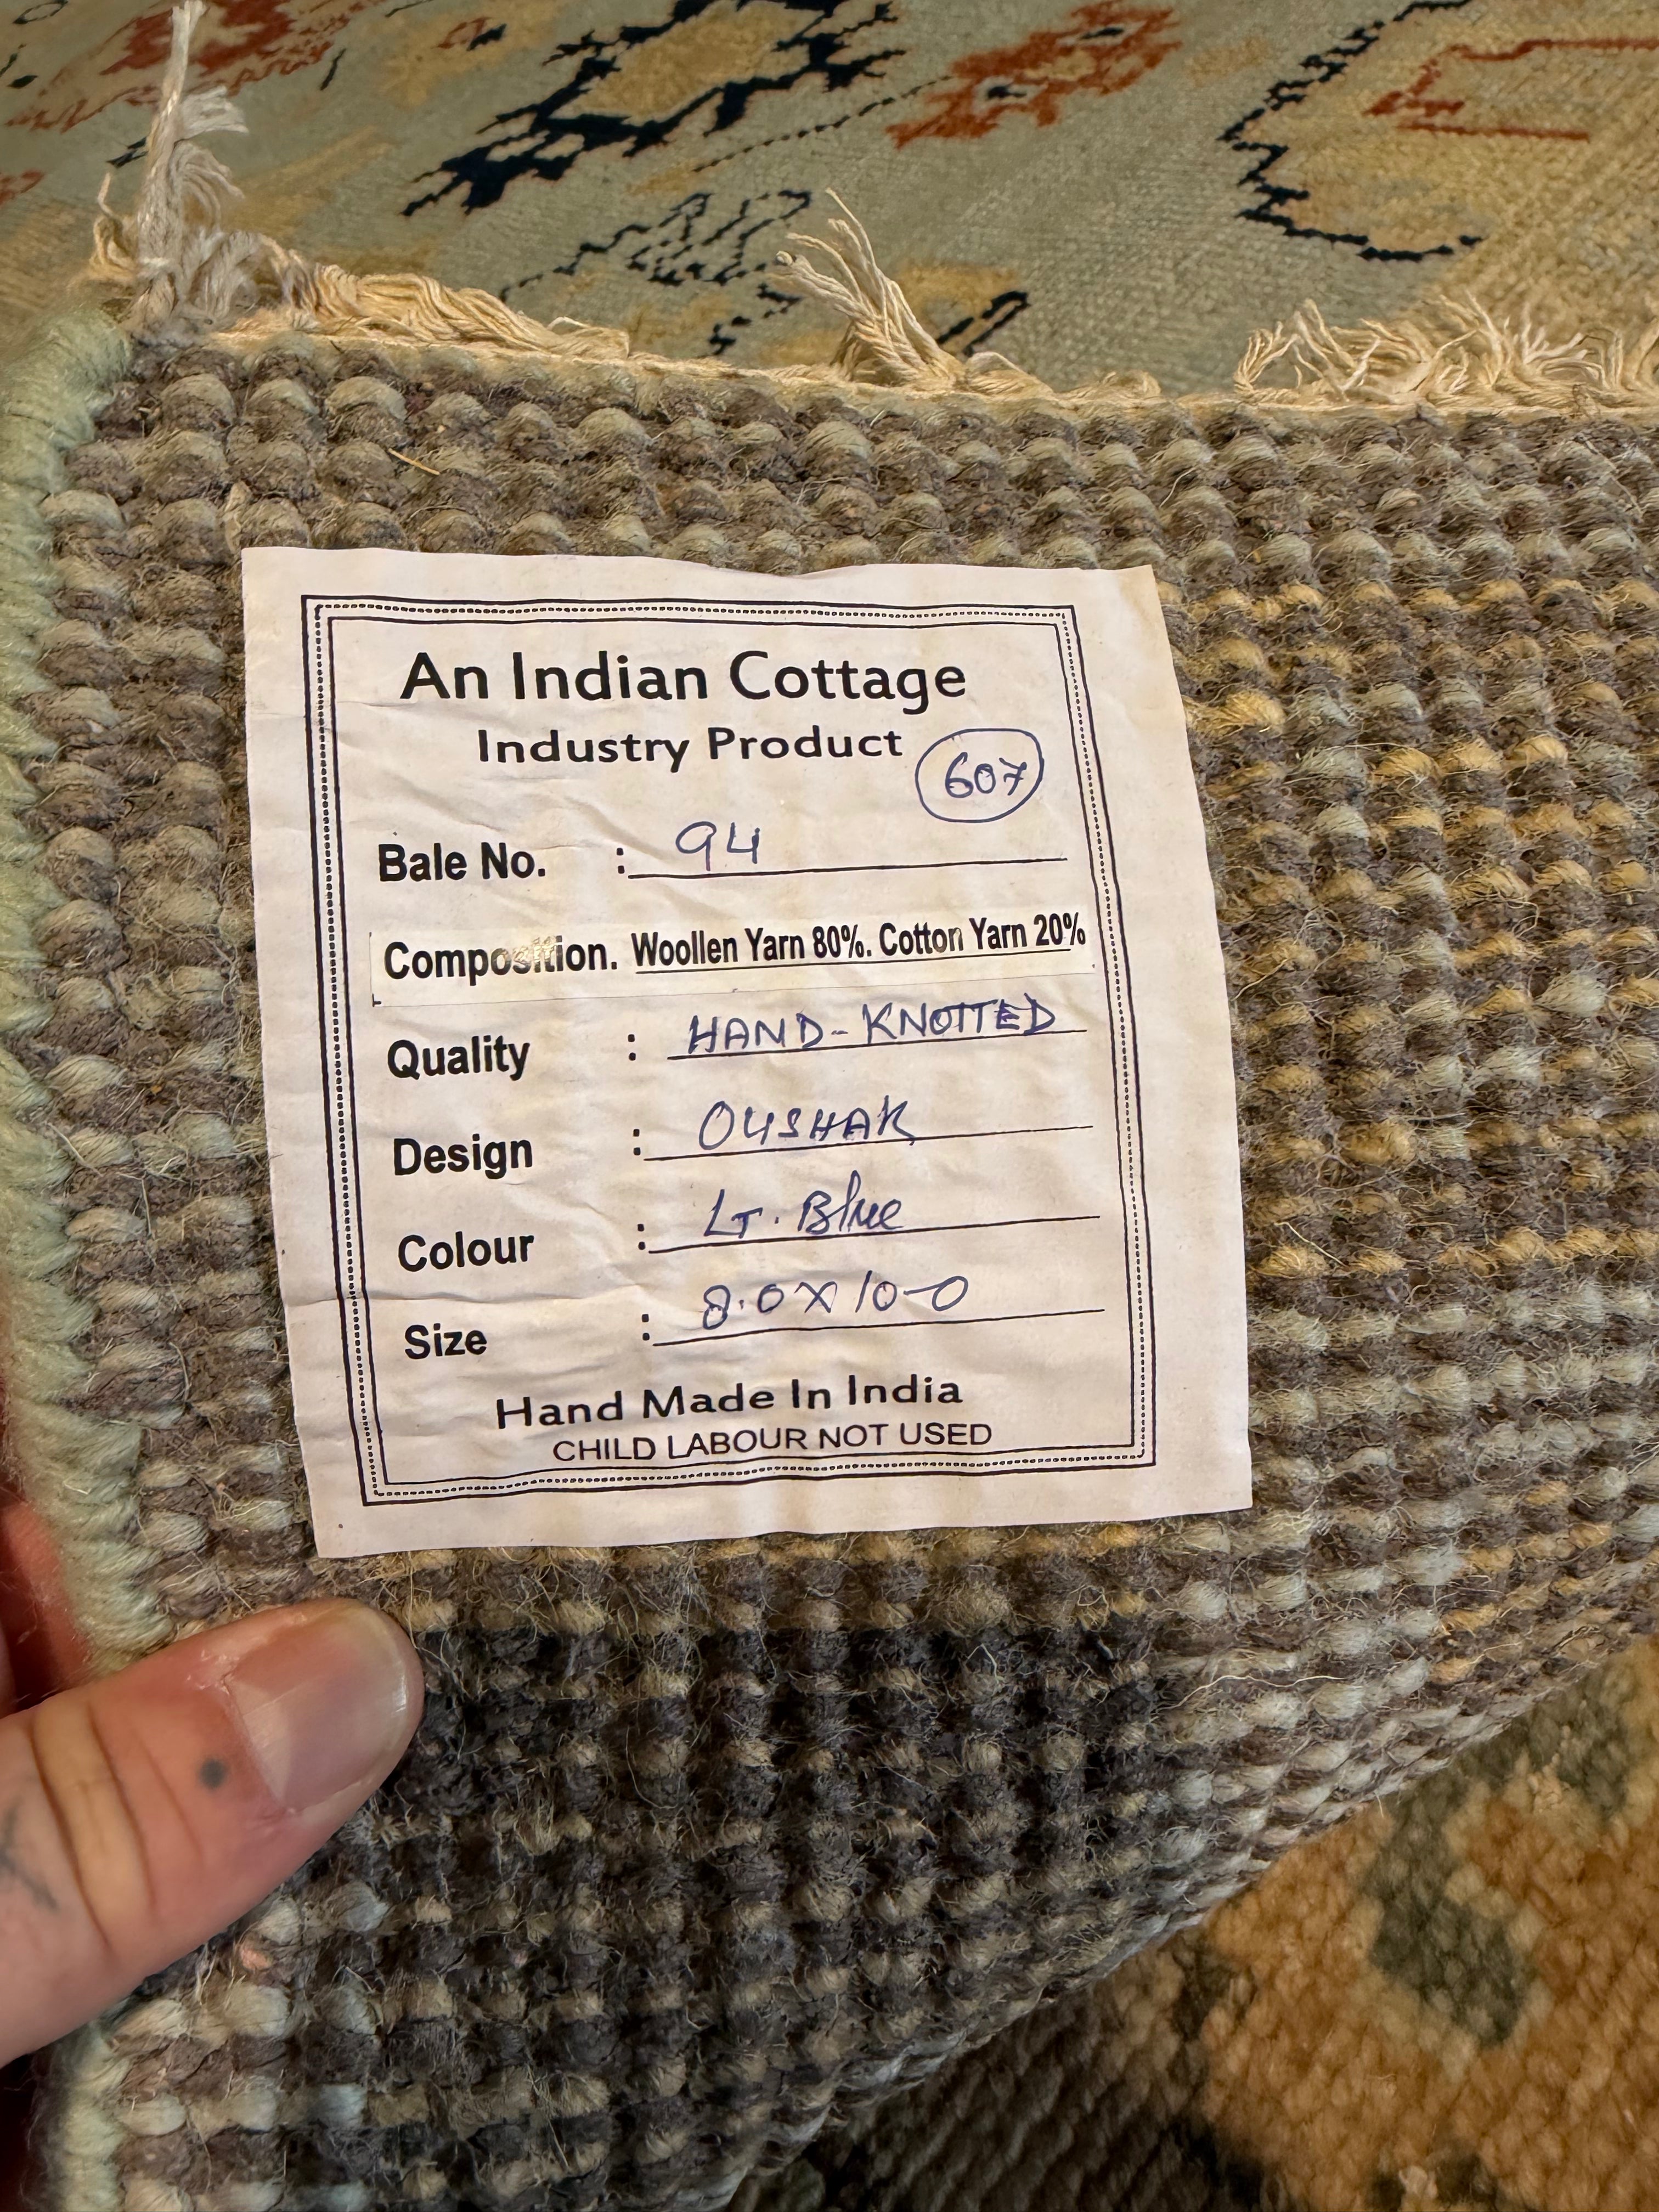 An Indian Cottage
Industry Product
607
Bale No. : 94
Composition. Woollen Yarn 80%. Cotton Yarn 20%
Quality : HAND-KNOTTED
Design : OUSHAK
Colour : LT. Blue
Size : 8.0X10-0
Hand Made In India
CHILD LABOUR NOT USED